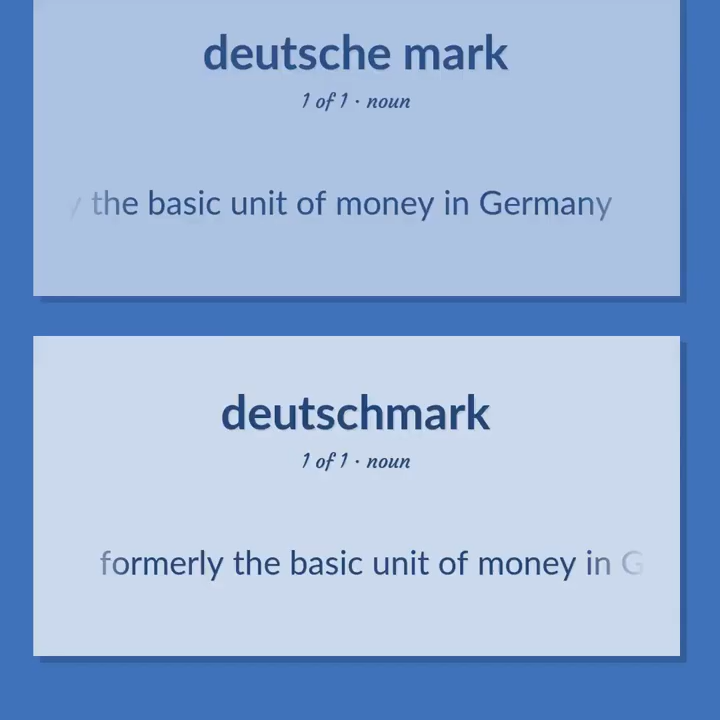 deutsche mark
1 of 1 · noun
the basic unit of money in Germany
deutschmark
1 of 1 · noun
formerly the basic unit of money in